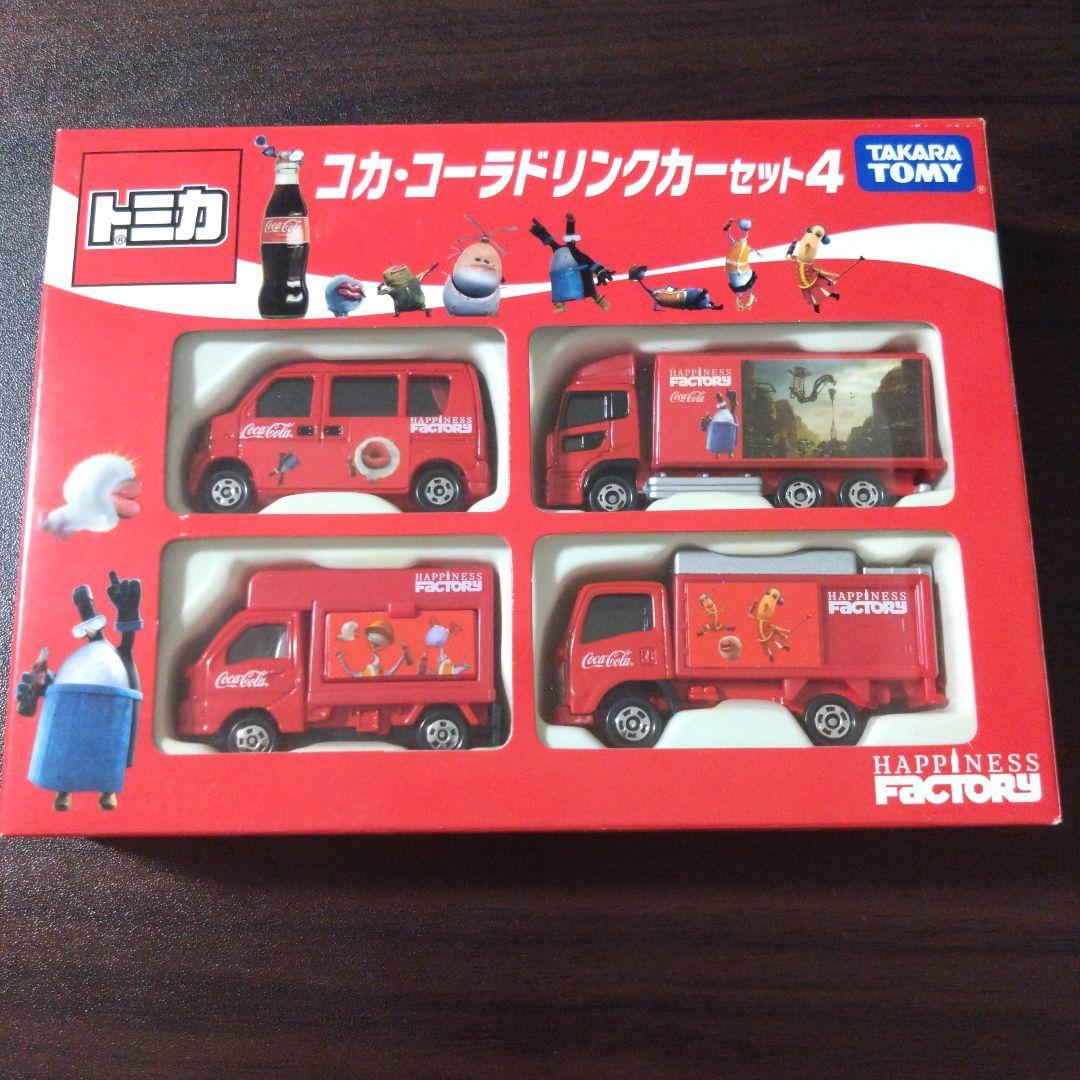 トミカ®
コカ・コーラドリンクカーセット4
TAKARA
TOMY®
Coca-Cola
Coca-Cola
HAPPINESS
FACTORY
HAPPINESS
FACTORY
Coca-Cola
Coca-Cola
HAPPINESS
FACTORY
Coca-Cola
HAPPINESS
FACTORY
HAPPINESS
FACTORY